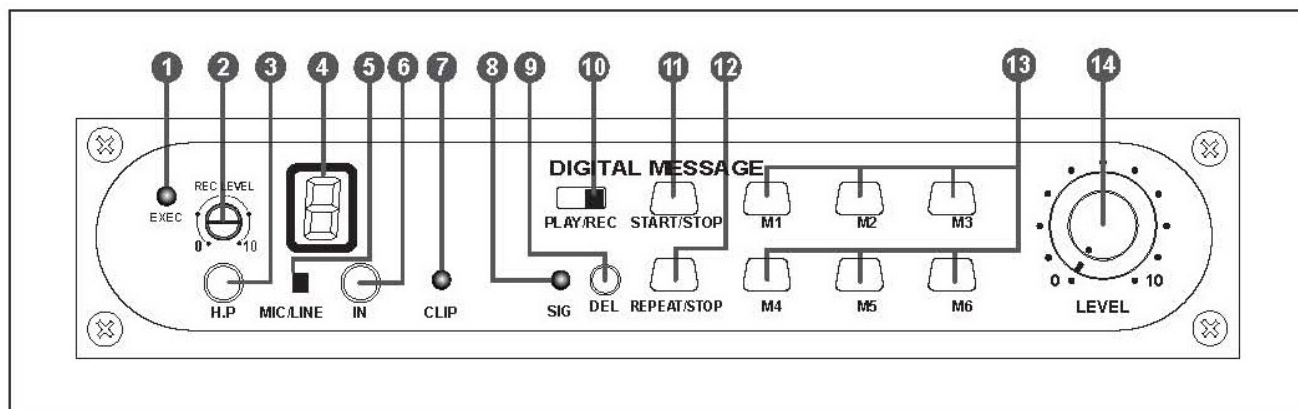 1 2 3 4 5 6 7 8 9 10 11 12 13 14
DIGITAL MESSAGE
REC LEVEL
EXEC
0 10
PLAY/REC START/STOP M1 M2 M3
0 10
H.P MIC/LINE IN CLIP SIG DEL REPEAT/STOP M4 M5 M6 LEVEL